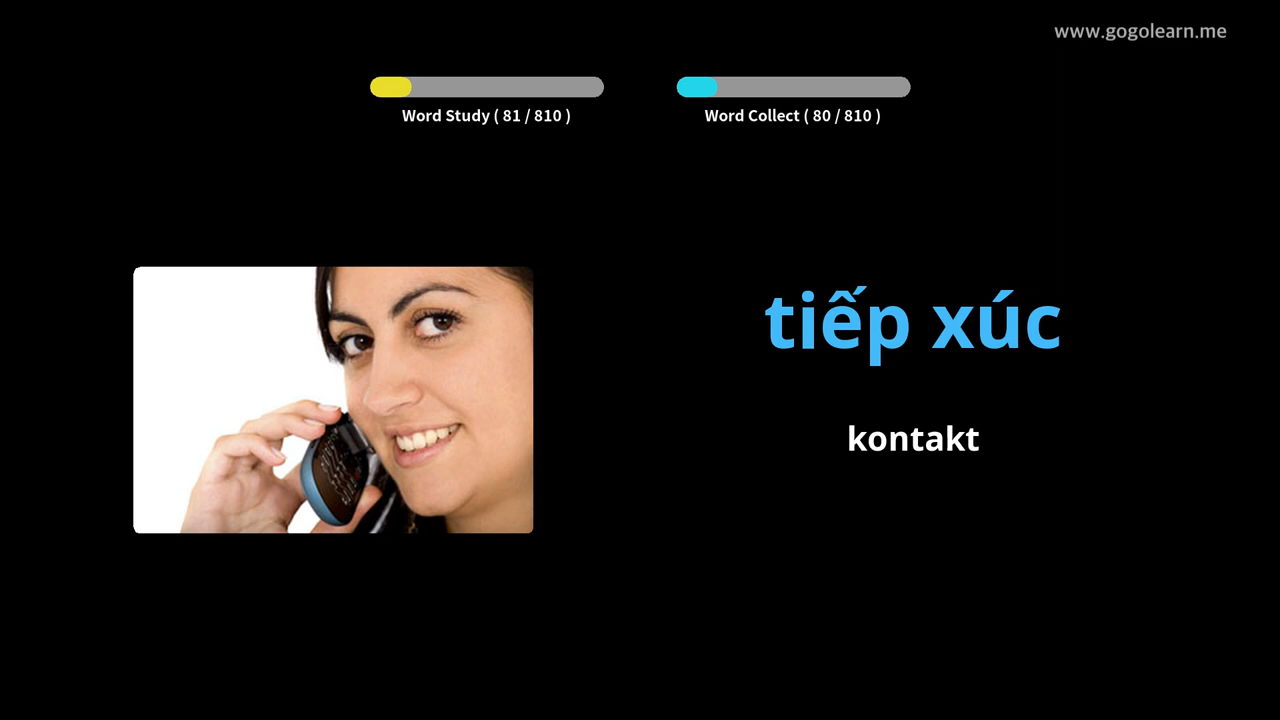 www.gogolearn.me
Word Study ( 81 / 810 )
Word Collect ( 80 / 810 )
tiếp xúc
kontakt